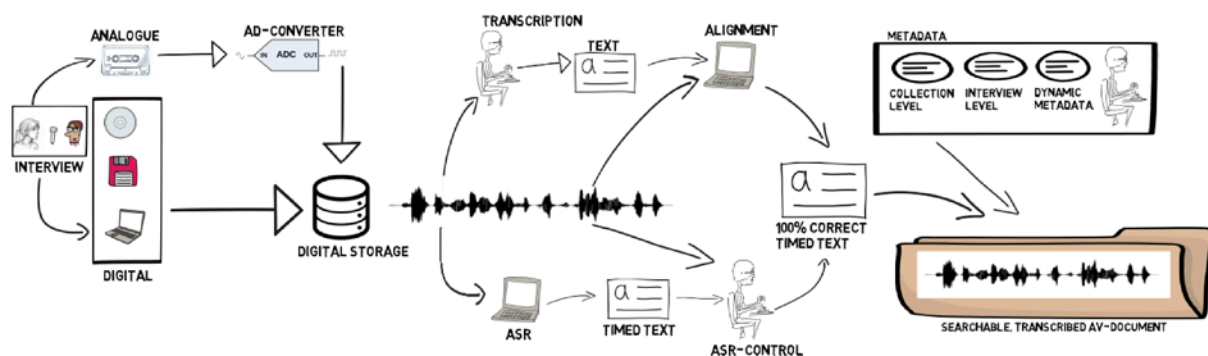 ANALOGUE
AD-CONVERTER
IN ADC OUT
INTERVIEW
DIGITAL
DIGITAL STORAGE
TRANSCRIPTION
TEXT
a
ALIGNMENT
ASR
a
TIMED TEXT
ASR-CONTROL
a
100% CORRECT
TIMED TEXT
METADATA
COLLECTION
LEVEL
INTERVIEW
LEVEL
DYNAMIC
METADATA
SEARCHABLE, TRANSCRIBED AV-DOCUMENT